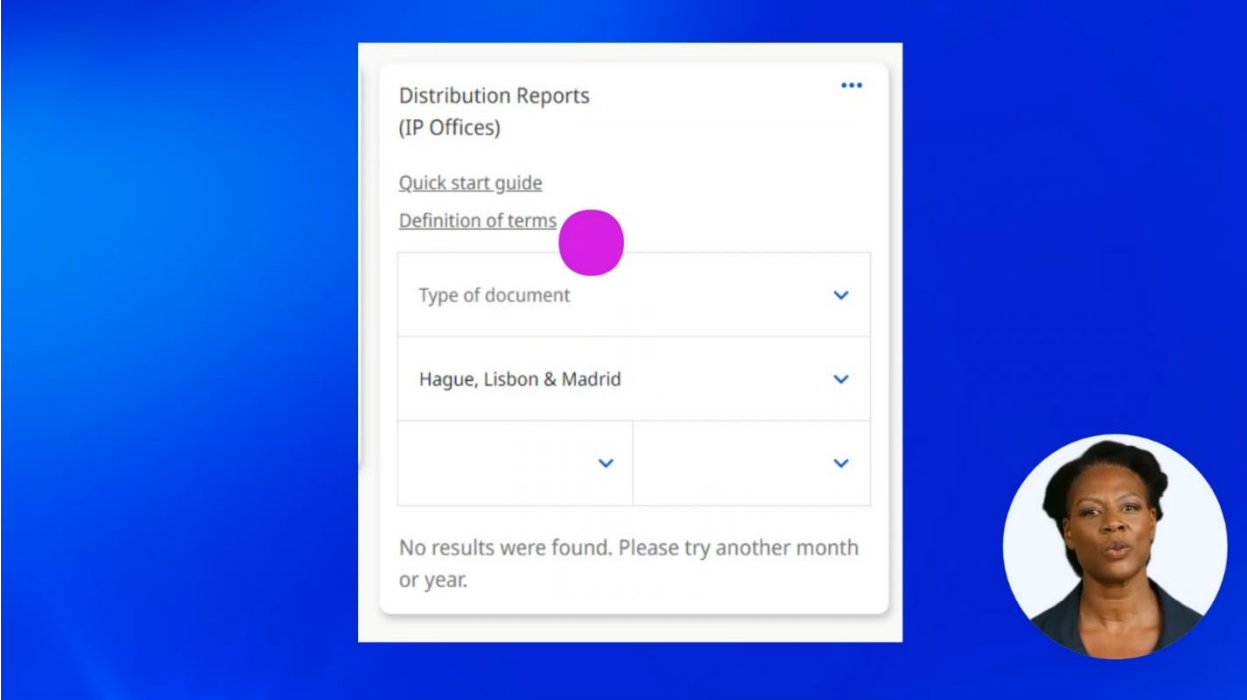 Distribution Reports
(IP Offices)
Quick start guide
Definition of terms
Type of document
Hague, Lisbon & Madrid
No results were found. Please try another month
or year.